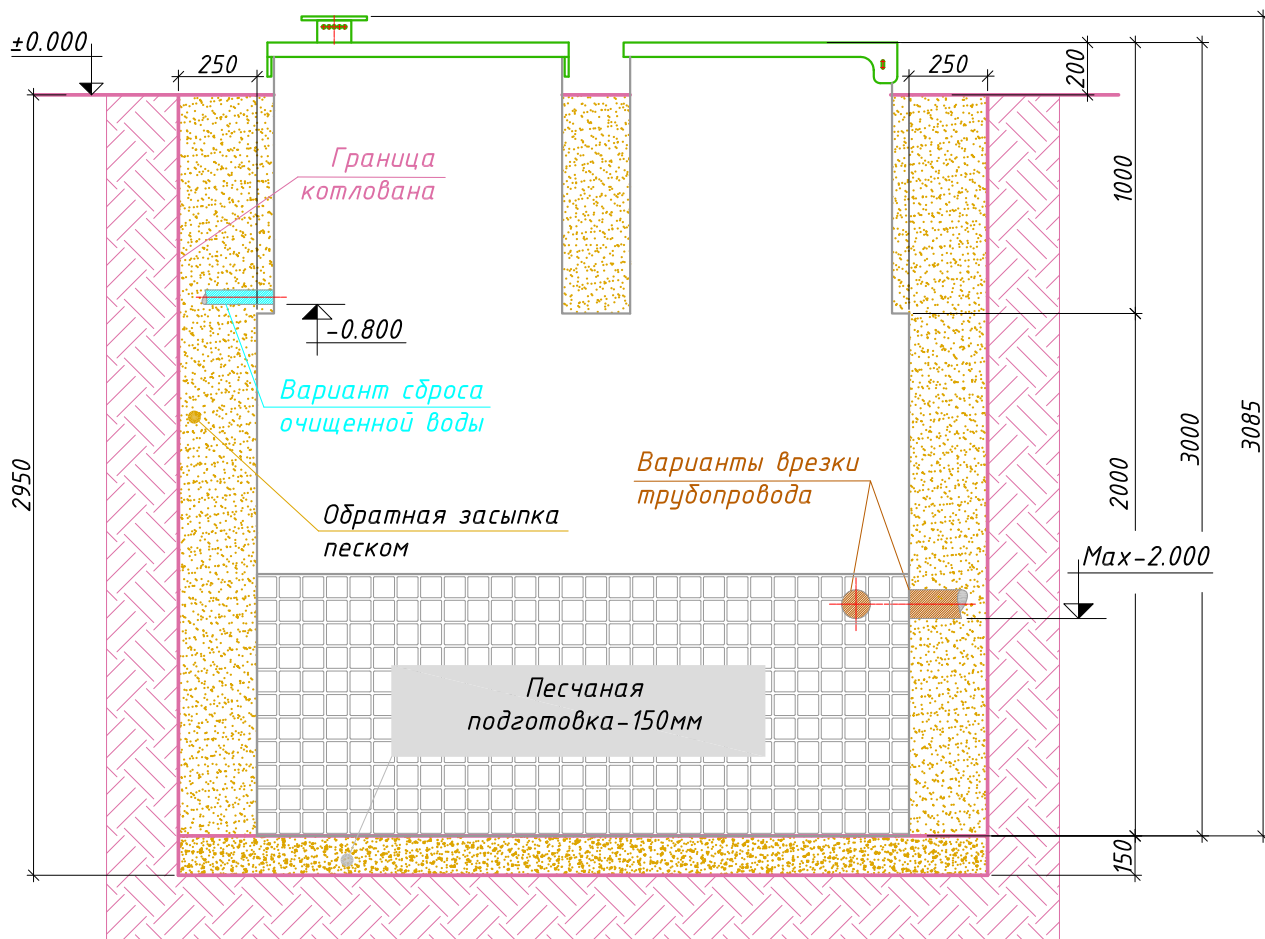 ±0.000
250
250
200
Граница
котлована
1000
-0.800
Вариант сброса
очищенной воды
3085
3000
2950
2000
Варианты врезки
трубопровода
Обратная засыпка
песком
Max-2.000
Песчаная
подготовка-150мм
150